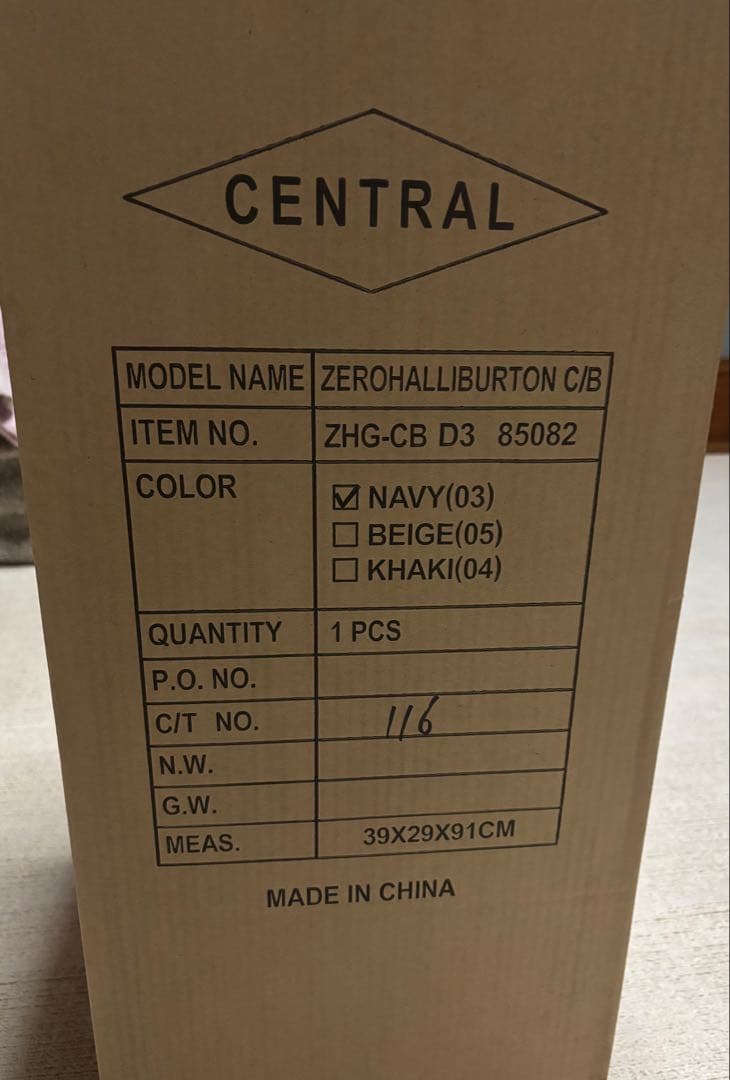 CENTRAL
MODEL NAME ZEROHALLIBURTON C/B
ITEM NO. ZHG-CB D3 85082
COLOR
☑ NAVY(03)
☐ BEIGE(05)
☐ KHAKI(04)
QUANTITY 1 PCS
P.O. NO.
C/T NO. 116
N.W.
G.W.
MEAS. 39X29X91CM
MADE IN CHINA